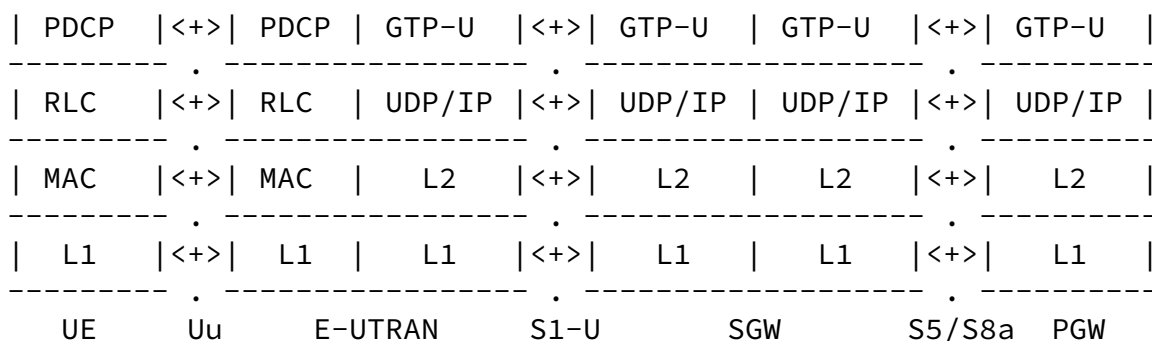 | PDCP |<+>| PDCP | GTP-U |<+>| GTP-U | GTP-U |<+>| GTP-U |
--------- . ----------------- . ------------------- . ----------
| RLC |<+>| RLC | UDP/IP |<+>| UDP/IP | UDP/IP |<+>| UDP/IP |
--------- . ----------------- . ------------------- . ----------
| MAC |<+>| MAC | L2 |<+>| L2 | L2 |<+>| L2 |
--------- . ----------------- . ------------------- . ----------
| L1 |<+>| L1 | L1 |<+>| L1 | L1 |<+>| L1 |
--------- . ----------------- . ------------------- . ----------
UE Uu E-UTRAN S1-U SGW S5/S8a PGW